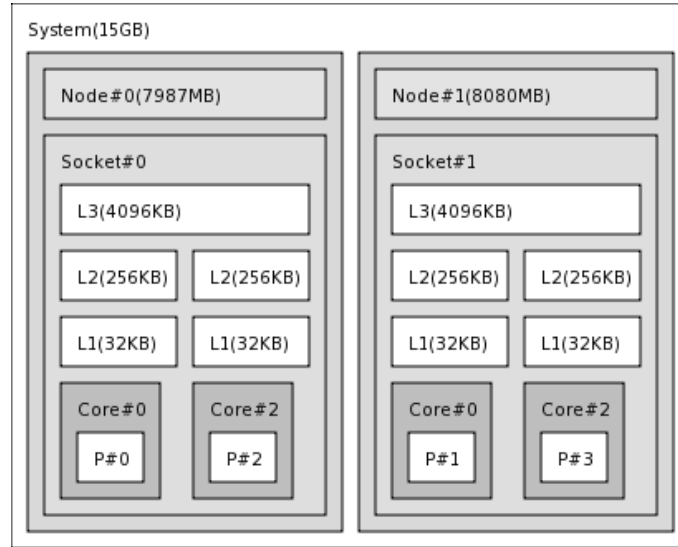 System(15GB)
Node#0(7987MB)
Socket#0
L3(4096KB)
L2(256KB) L2(256KB)
L1(32KB) L1(32KB)
Core#0 Core#2
P#0 P#2
Node#1(8080MB)
Socket#1
L3(4096KB)
L2(256KB) L2(256KB)
L1(32KB) L1(32KB)
Core#0 Core#2
P#1 P#3